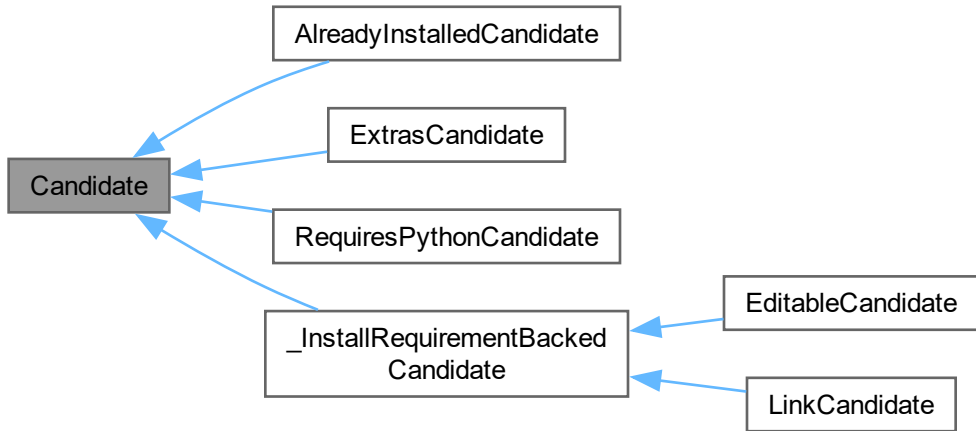 AlreadyInstalledCandidate
ExtrasCandidate
Candidate
RequiresPythonCandidate
EditableCandidate
_InstallRequirementBacked
Candidate
LinkCandidate